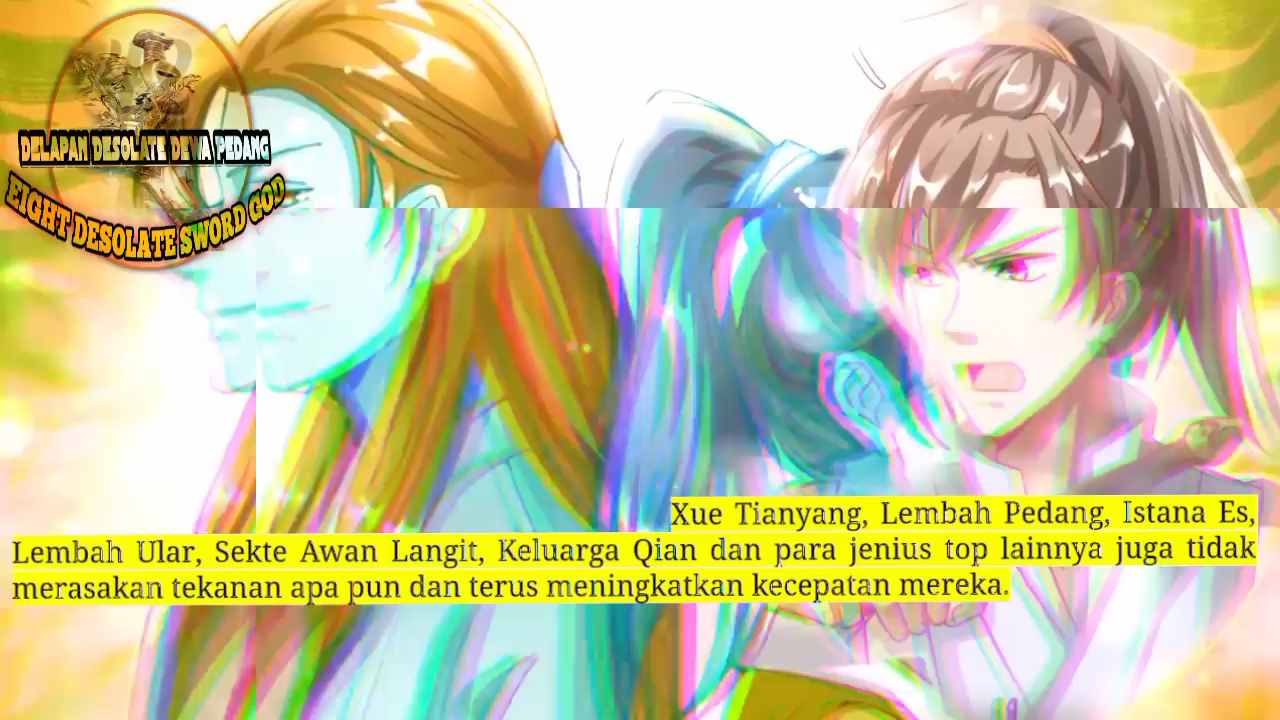 DELAPAN DESOLATE DEWA PEDANG
EIGHT DESOLATE SWORD GOD
Xue Tianyang, Lembah Pedang, Istana Es,
Lembah Ular, Sekte Awan Langit, Keluarga Qian dan para jenius top lainnya juga tidak
merasakan tekanan apa pun dan terus meningkatkan kecepatan mereka.